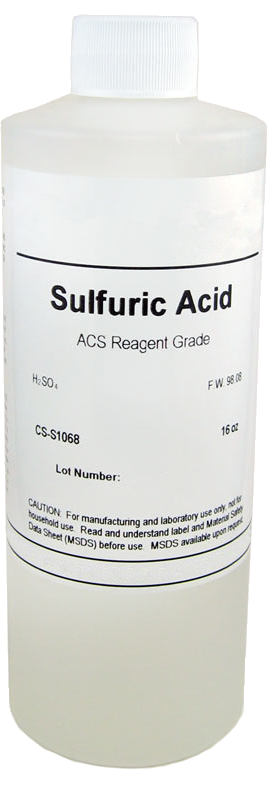 Sulfuric Acid
ACS Reagent Grade
H₂SO₄ F.W. 98.08
CS-S1068 16 oz
Lot Number:
CAUTION: For manufacturing and laboratory use only, not for
household use. Read and understand label and Material Safety
Data Sheet (MSDS) before use. MSDS available upon request.